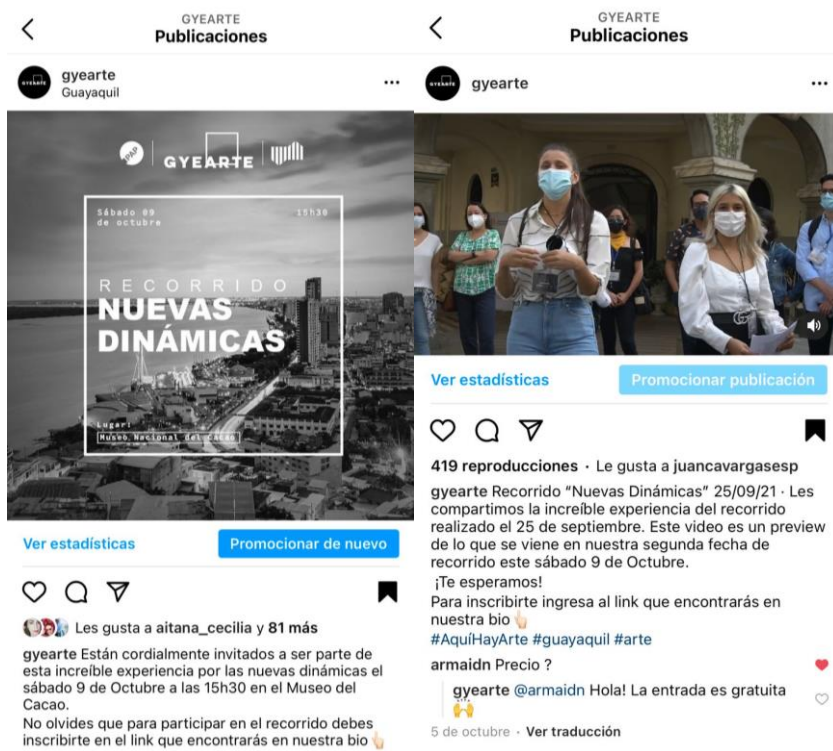 GYEARTE
Publicaciones
gyearte
Guayaquil
PAP
GYEARTE
Sábado 09
de octubre
15h30
RECORRIDO
NUEVAS
DINÁMICAS
Lugar:
Museo Nacional del Cacao
Ver estadísticas
Promocionar de nuevo
Les gusta a aitana_cecilia y 81 más
gyearte Están cordialmente invitados a ser parte de
esta increíble experiencia por las nuevas dinámicas el
sábado 9 de Octubre a las 15h30 en el Museo del
Cacao.
No olvides que para participar en el recorrido debes
inscribirte en el link que encontrarás en nuestra bio👆🏻
GYEARTE
Publicaciones
gyearte
Ver estadísticas
Promocionar publicación
419 reproducciones · Le gusta a juancavargasesp
gyearte Recorrido “Nuevas Dinámicas” 25/09/21 · Les
compartimos la increíble experiencia del recorrido
realizado el 25 de septiembre. Este video es un preview
de lo que se viene en nuestra segunda fecha de
recorrido este sábado 9 de Octubre.
¡Te esperamos!
Para inscribirte ingresa al link que encontrarás en
nuestra bio👆🏻
#AquíHayArte #guayaquil #arte
armaidn Precio ?
gyearte @armaidn Hola! La entrada es gratuita
🙌
5 de octubre · Ver traducción